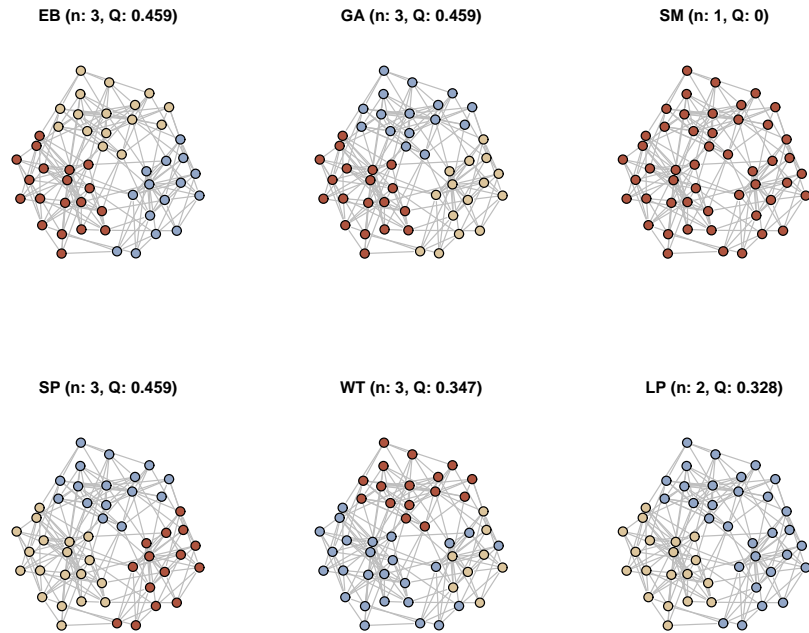 EB (n: 3, Q: 0.459)
GA (n: 3, Q: 0.459)
SM (n: 1, Q: 0)
SP (n: 3, Q: 0.459)
WT (n: 3, Q: 0.347)
LP (n: 2, Q: 0.328)